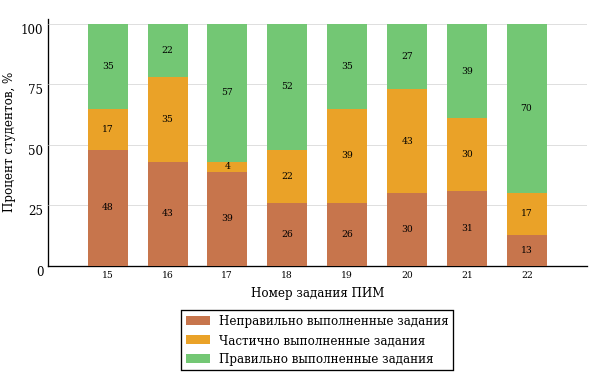 Процент студентов, %
100
75
50
25
0
35 22 57 52 35 27 39 70
17 35 4 22 39 43 30 17
48 43 39 26 26 30 31 13
15 16 17 18 19 20 21 22
Номер задания ПИМ
Неправильно выполненные задания
Частично выполненные задания
Правильно выполненные задания